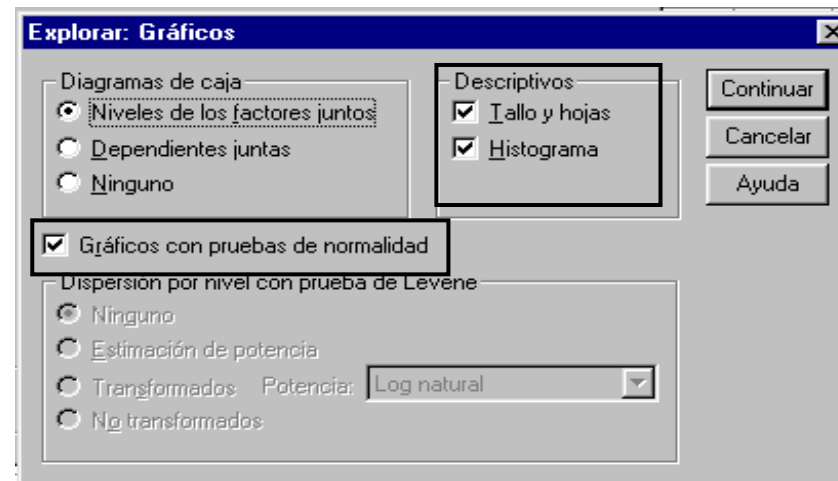 Explorar: Gráficos
Diagramas de caja
Niveles de los factores juntos
Dependientes juntas
Ninguno
Descriptivos
Tallo y hojas
Histograma
Continuar
Cancelar
Ayuda
Gráficos con pruebas de normalidad
Dispersión por nivel con prueba de Levene
Ninguno
Estimación de potencia
Transformados Potencia: Log natural
No transformados